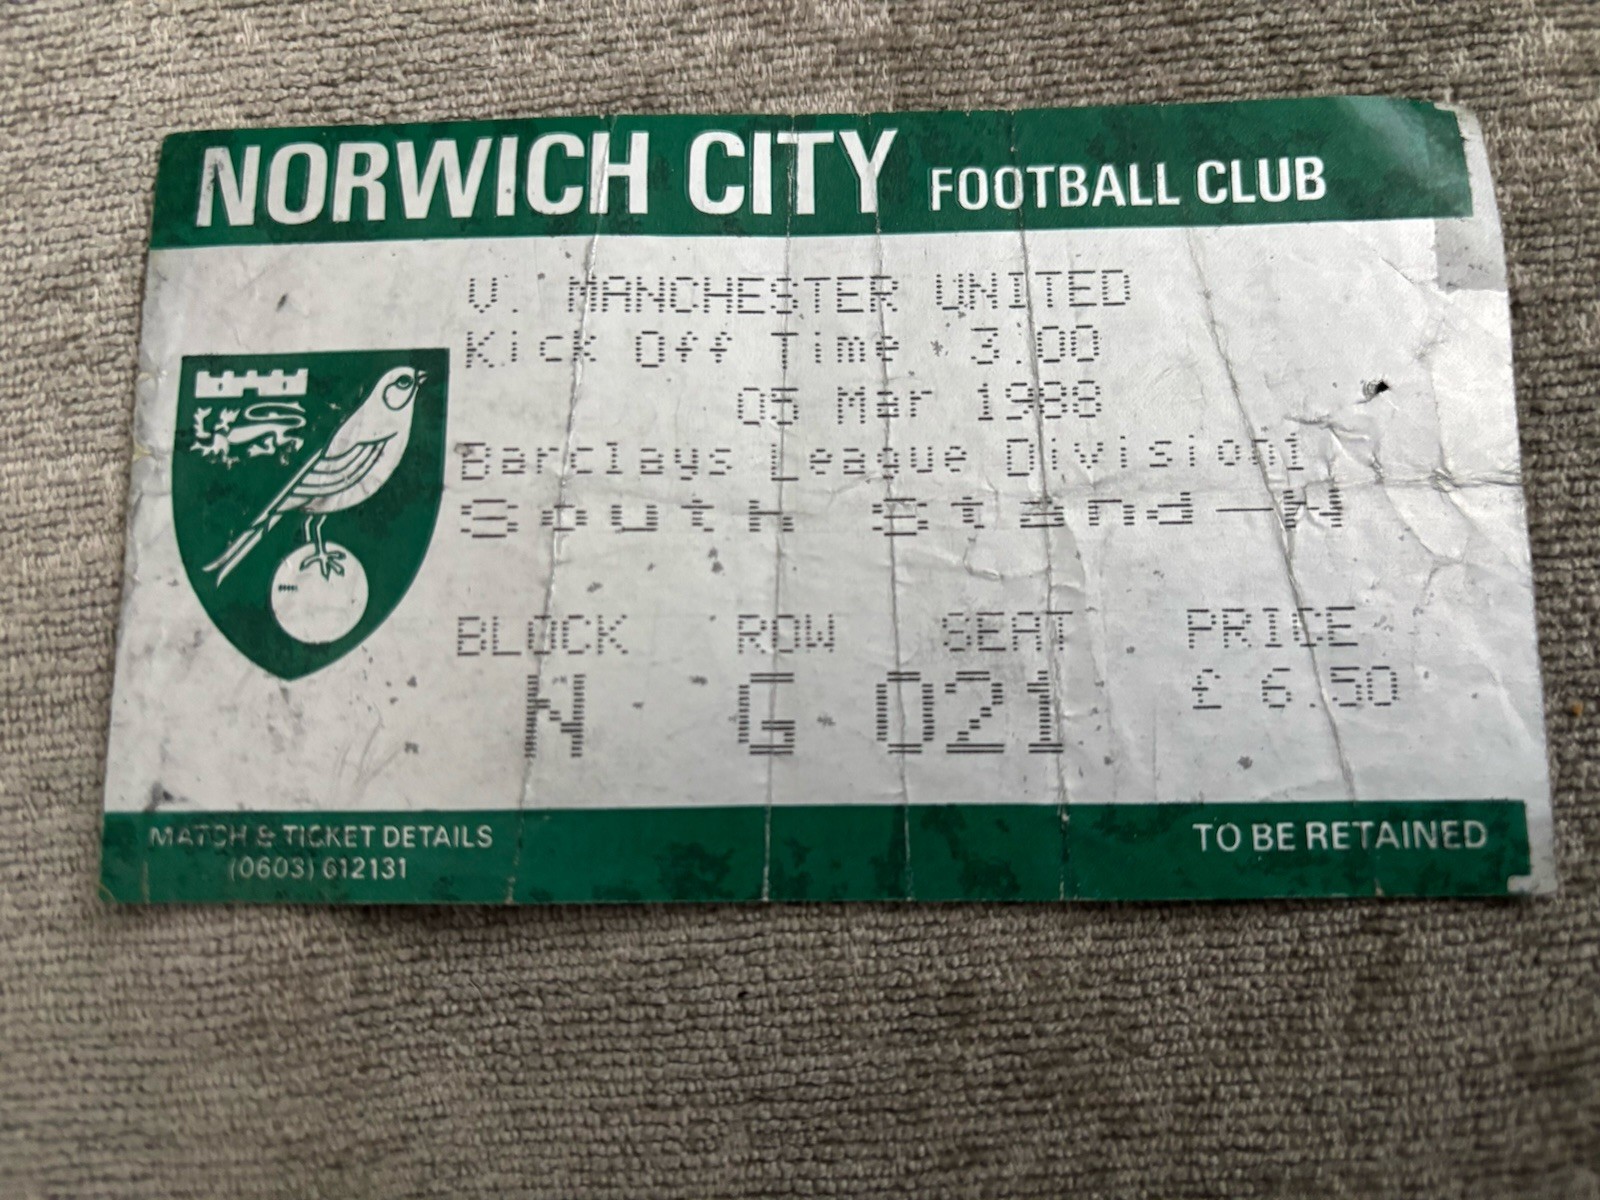 NORWICH CITY FOOTBALL CLUB
V. MANCHESTER UNITED
Kick Off Time 3.00
05 Mar 1988
Barclays League Division1
South Stand-W
BLOCK ROW SEAT PRICE
N G 021 £ 6.50
MATCH & TICKET DETAILS
(0603) 612131
TO BE RETAINED